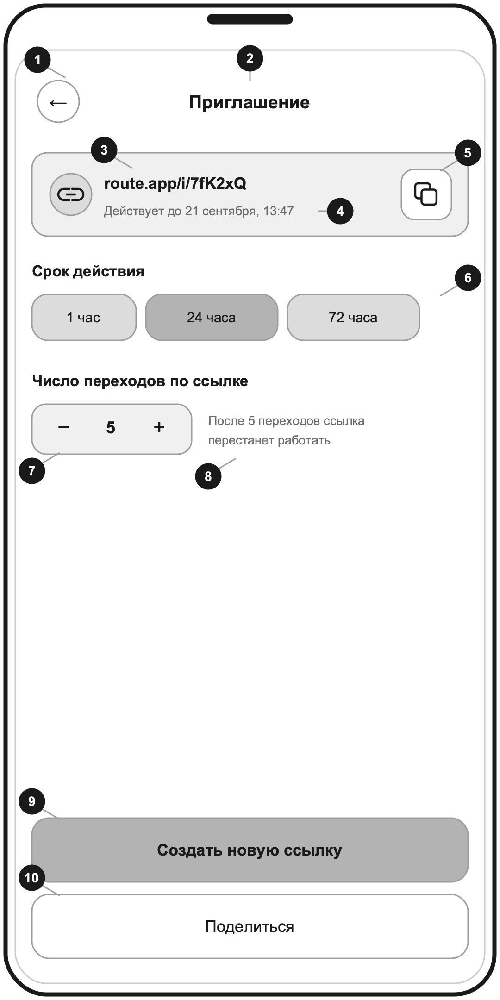 1
2
←
Приглашение
3
5
route.app/i/7fK2xQ
Действует до 21 сентября, 13:47
4
Срок действия
6
1 час
24 часа
72 часа
Число переходов по ссылке
− 5 +
После 5 переходов ссылка
перестанет работать
7
8
9
Создать новую ссылку
10
Поделиться